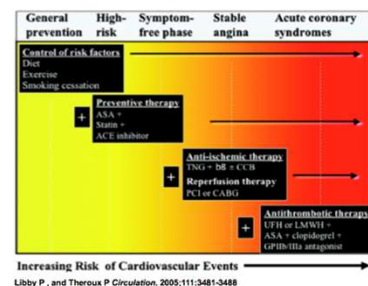 General prevention
High-risk
Symptom-free phase
Stable angina
Acute coronary syndromes
Control of risk factors
Diet
Exercise
Smoking cessation
+
Preventive therapy
ASA +
Statin +
ACE inhibitor
+
Anti-ischemic therapy
TNG + bß ± CCB
Reperfusion therapy
PCI or CABG
+
Antithrombotic therapy
UFH or LMWH +
ASA + clopidogrel +
GPIIb/IIIa antagonist
Increasing Risk of Cardiovascular Events
Libby P , and Theroux P Circulation. 2005;111:3481-3488